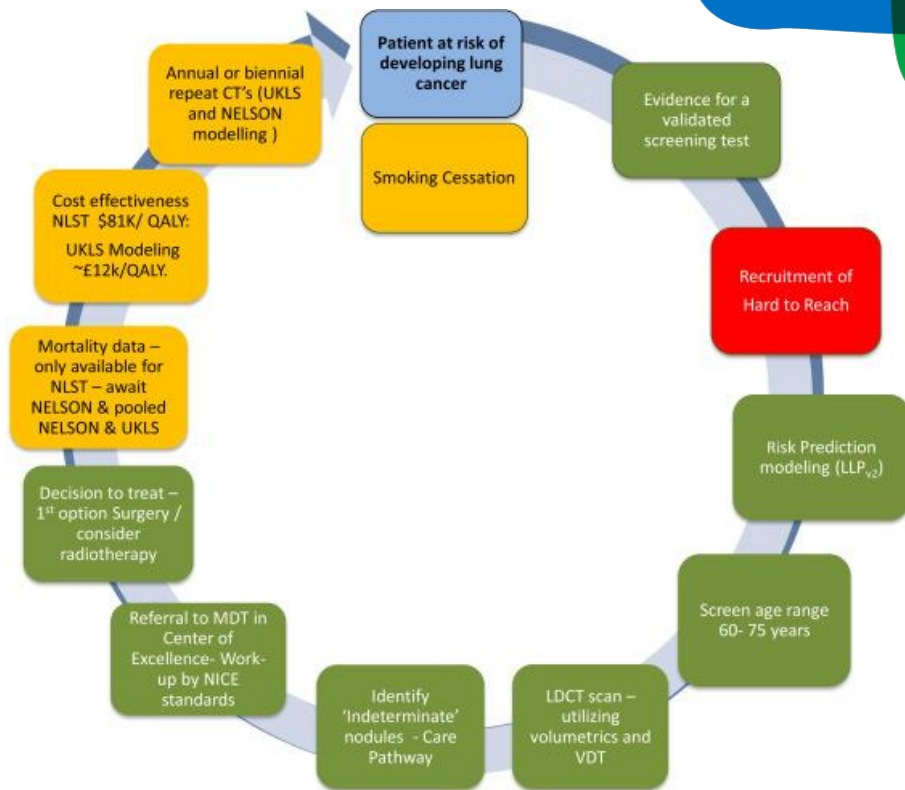 Patient at risk of
developing lung
cancer
Smoking Cessation
Evidence for a
validated
screening test
Recruitment of
Hard to Reach
Risk Prediction
modeling (LLPv2)
Screen age range
60- 75 years
LDCT scan –
utilizing
volumetrics and
VDT
Identify
‘Indeterminate’
nodules - Care
Pathway
Referral to MDT in
Center of
Excellence- Work-
up by NICE
standards
Decision to treat –
1st option Surgery /
consider
radiotherapy
Mortality data –
only available for
NLST – await
NELSON & pooled
NELSON & UKLS
Cost effectiveness
NLST $81K/ QALY:
UKLS Modeling
~£12k/QALY.
Annual or biennial
repeat CT's (UKLS
and NELSON
modelling )